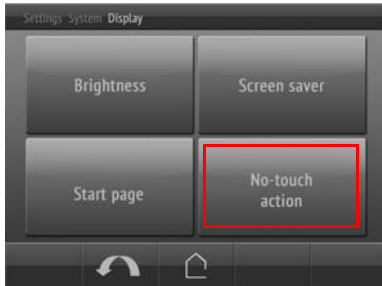 Settings System Display
Brightness
Screen saver
Start page
No-touch
action